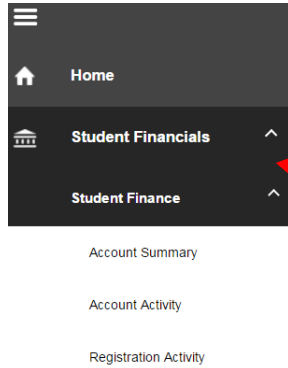 Home
Student Financials
Student Finance
Account Summary
Account Activity
Registration Activity